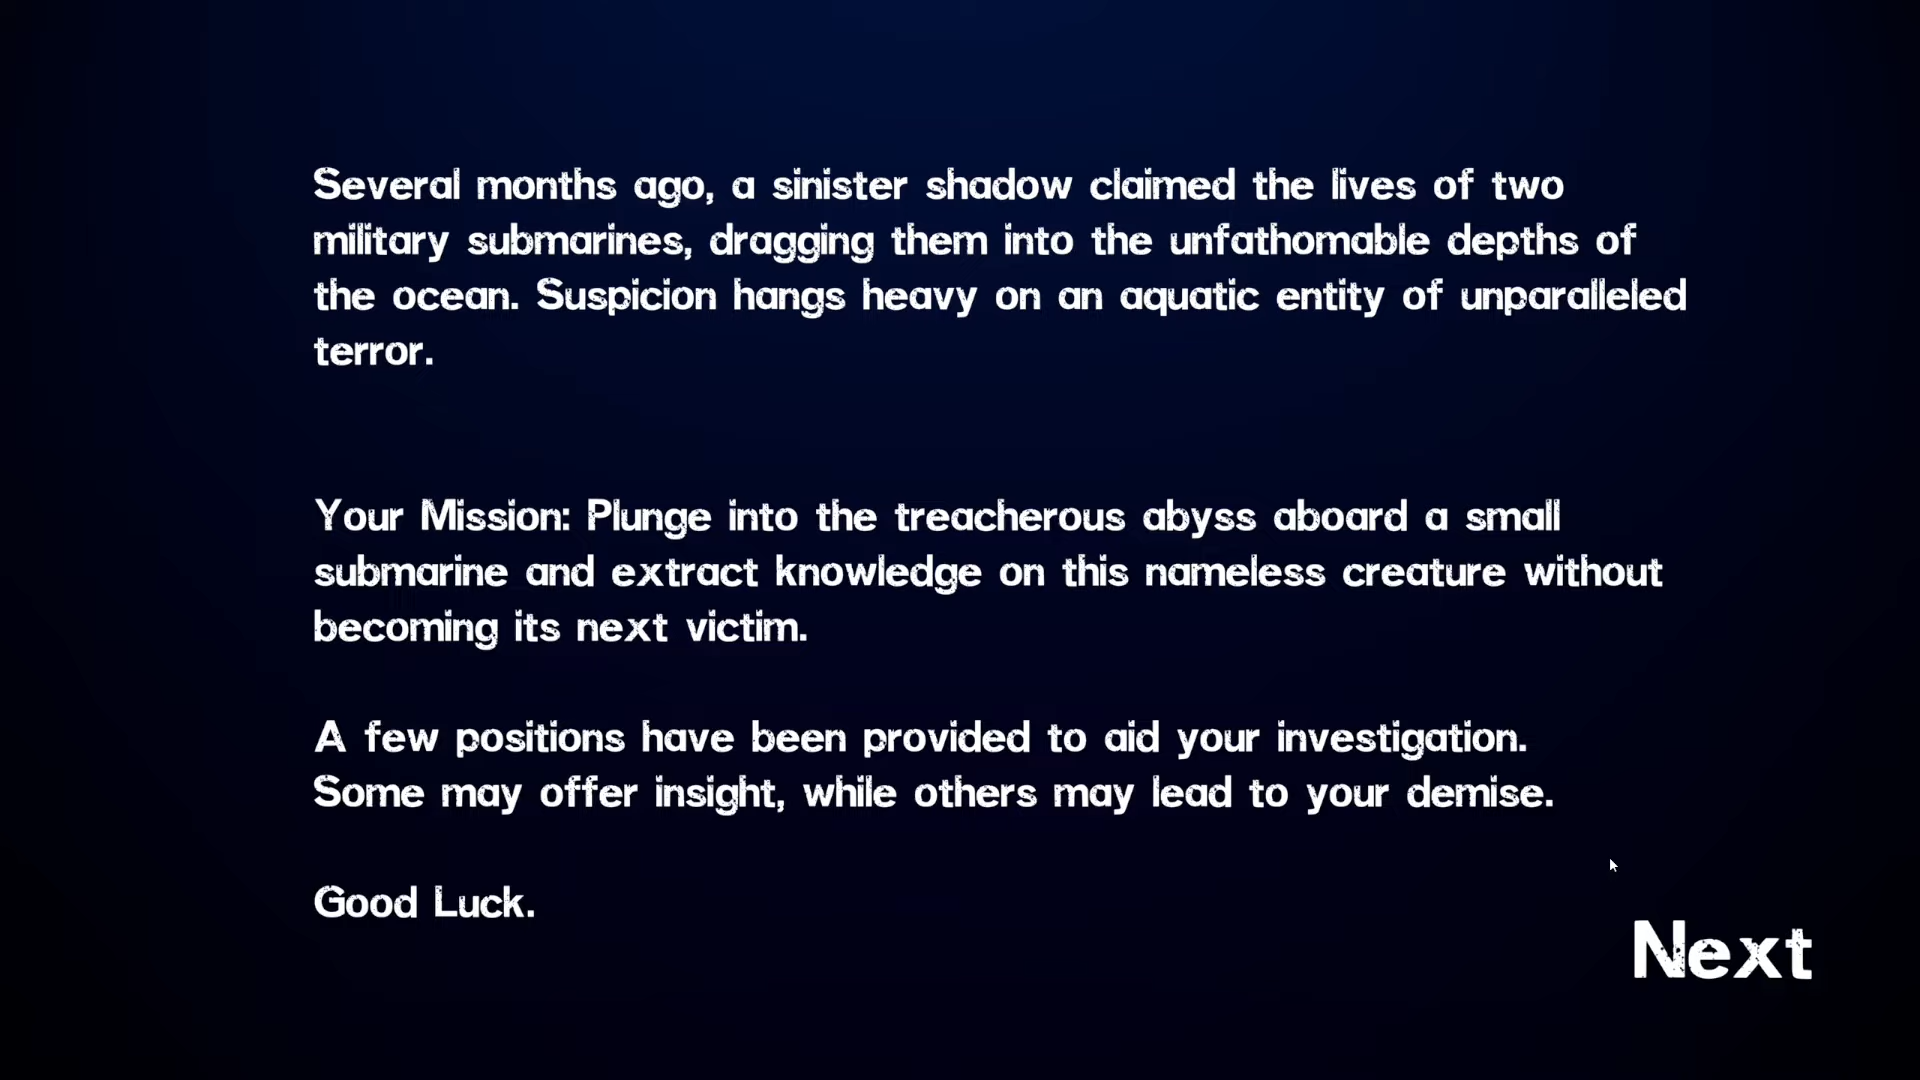 Several months ago, a sinister shadow claimed the lives of two
military submarines, dragging them into the unfathomable depths of
the ocean. Suspicion hangs heavy on an aquatic entity of unparalleled
terror.
Your Mission: Plunge into the treacherous abyss aboard a small
submarine and extract knowledge on this nameless creature without
becoming its next victim.
A few positions have been provided to aid your investigation.
Some may offer insight, while others may lead to your demise.
Good Luck.
Next